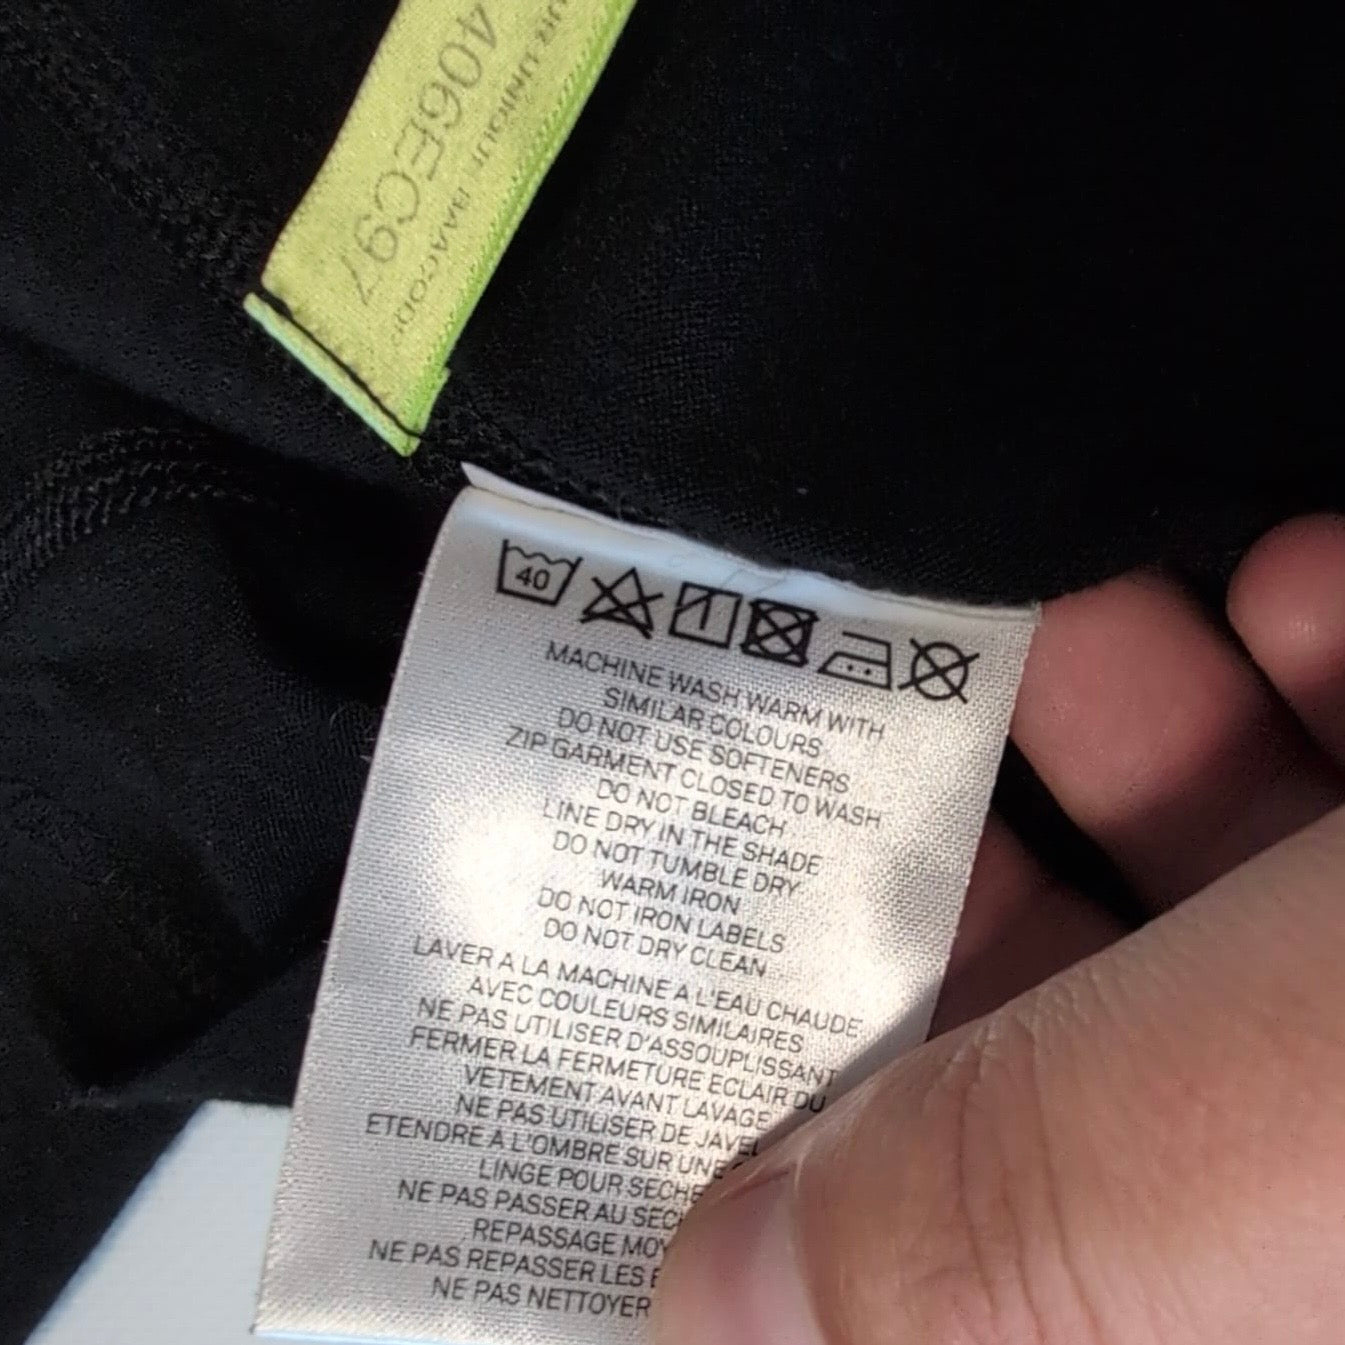 406EC97
40
MACHINE WASH WARM WITH
SIMILAR COLOURS
DO NOT USE SOFTENERS
ZIP GARMENT CLOSED TO WASH
DO NOT BLEACH
LINE DRY IN THE SHADE
DO NOT TUMBLE DRY
WARM IRON
DO NOT IRON LABELS
DO NOT DRY CLEAN
LAVER A LA MACHINE A L'EAU CHAUDE
AVEC COULEURS SIMILAIRES
NE PAS UTILISER D'ASSOUPLISSANT
FERMER LA FERMETURE ECLAIR DU
VETEMENT AVANT LAVAGE
NE PAS UTILISER DE JAVEL
ETENDRE A L'OMBRE SUR UNE
LINGE POUR SECHE
NE PAS PASSER AU SEC
REPASSAGE MOY
NE PAS REPASSER LES
NE PAS NETTOYER